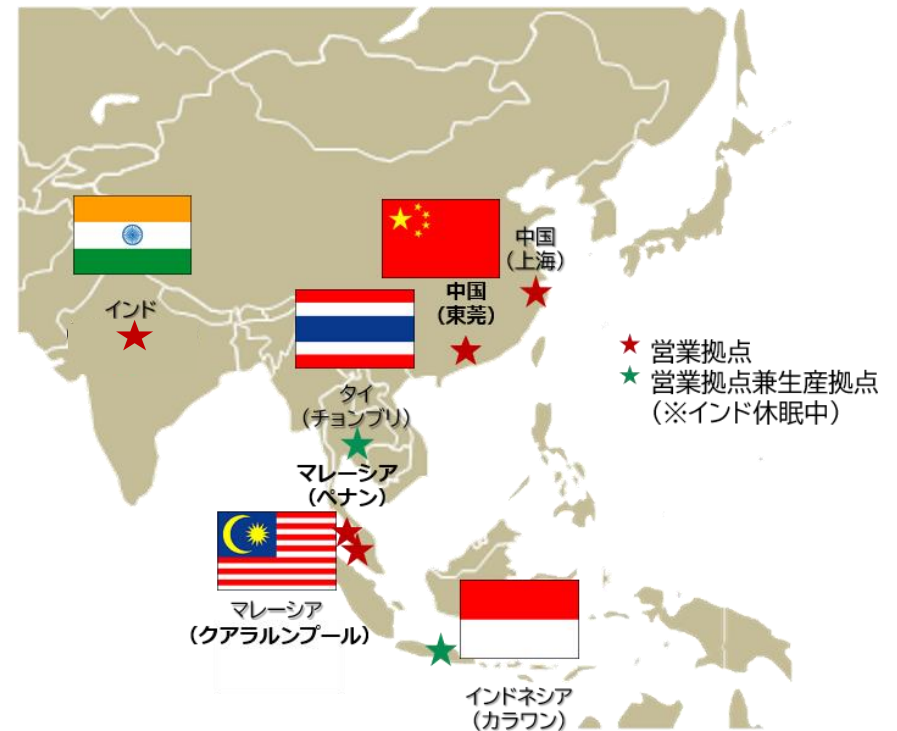 中国
（上海）
中国
（東莞）
インド
★ 営業拠点
★ 営業拠点兼生産拠点
（※インド休眠中）
タイ
（チョンブリ）
マレーシア
（ペナン）
マレーシア
（クアラルンプール）
インドネシア
（カラワン）